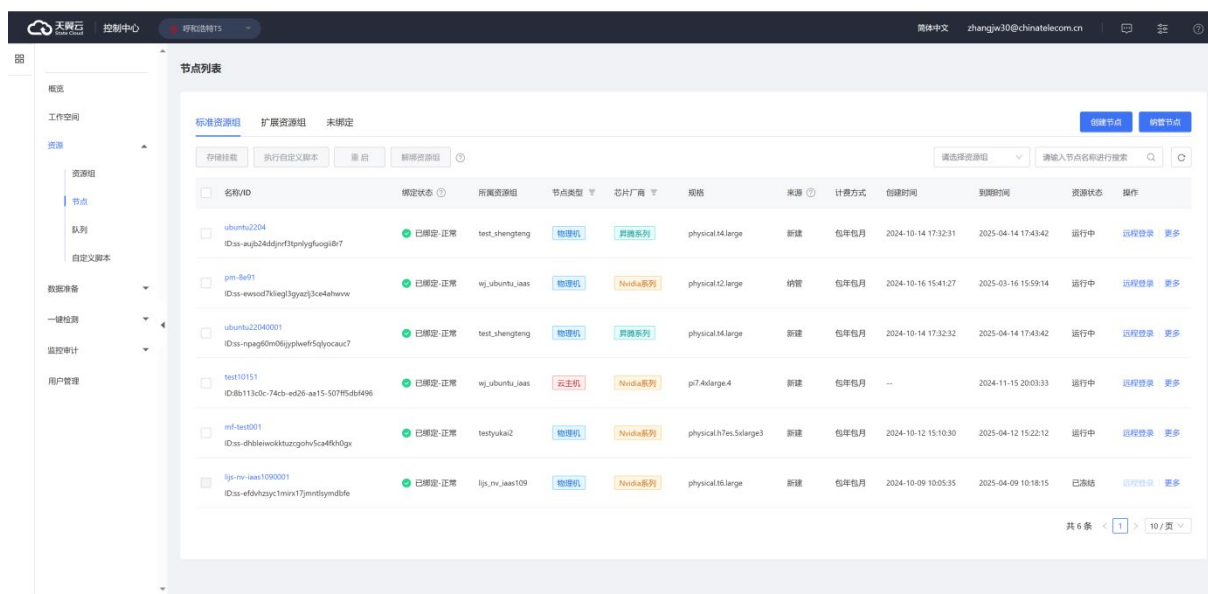 天翼云 State Cloud 控制中心 呼和浩特T5 简体中文 zhangjw30@chinatelecom.cn
节点列表
概览
工作空间
资源
资源组
节点
队列
自定义脚本
数据准备
一键检测
监控审计
用户管理
标准资源组 扩展资源组 未绑定 创建节点 纳管节点
存储挂载 执行自定义脚本 重启 解绑资源组 请选择资源组 请输入节点名称进行搜索
名称/ID 绑定状态 所属资源组 节点类型 芯片厂商 规格 来源 计费方式 创建时间 到期时间 资源状态 操作
ubuntu2204
ID:ss-aujb24ddjnrf3tpnlygfuogii8r7 已绑定-正常 test_shengteng 物理机 昇腾系列 physical.t4.large 新建 包年包月 2024-10-14 17:32:31 2025-04-14 17:43:42 运行中 远程登录 更多
pm-8e91
ID:ss-ewsod7kliegl3gyazlj3ce4ahwvw 已绑定-正常 wj_ubuntu_iaas 物理机 Nvidia系列 physical.t2.large 纳管 包年包月 2024-10-16 15:41:27 2025-03-16 15:59:14 运行中 远程登录 更多
ubuntu22040001
ID:ss-npag60m06ijyplwefr5qlyocauc7 已绑定-正常 test_shengteng 物理机 昇腾系列 physical.t4.large 新建 包年包月 2024-10-14 17:32:32 2025-04-14 17:43:42 运行中 远程登录 更多
test10151
ID:8b113c0c-74cb-ed26-aa15-507ff5dbf496 已绑定-正常 wj_ubuntu_iaas 云主机 Nvidia系列 pi7.4xlarge.4 新建 包年包月 -- 2024-11-15 20:03:33 运行中 远程登录 更多
mf-test001
ID:ss-dhbleiwokktuzcgohv5ca4fkh0gx 已绑定-正常 testyukai2 物理机 Nvidia系列 physical.h7es.5xlarge3 新建 包年包月 2024-10-12 15:10:30 2025-04-12 15:22:12 运行中 远程登录 更多
lijs-nv-iaas1090001
ID:ss-efdvhzsyc1mirx17jmntlsymdbfe 已绑定-正常 lijs_nv_iaas109 物理机 Nvidia系列 physical.t6.large 新建 包年包月 2024-10-09 10:05:35 2025-04-09 10:18:15 已冻结 远程登录 更多
共 6 条 < 1 > 10 / 页